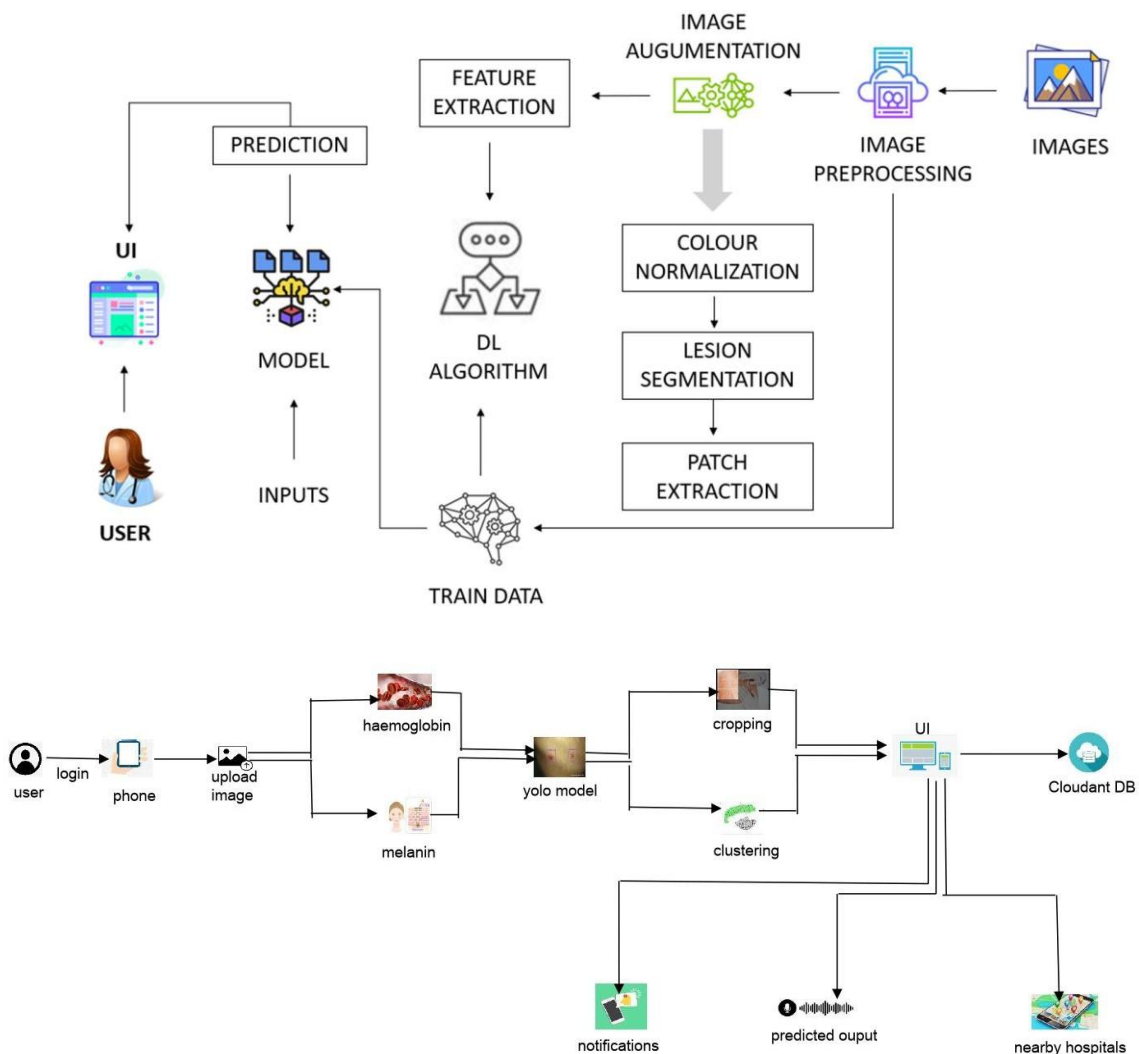 IMAGE
AUGUMENTATION
FEATURE
EXTRACTION
PREDICTION
IMAGE
PREPROCESSING
IMAGES
UI
COLOUR
NORMALIZATION
MODEL
DL
ALGORITHM
LESION
SEGMENTATION
PATCH
EXTRACTION
INPUTS
USER
TRAIN DATA
haemoglobin
cropping
UI
login
user
phone
upload
image
yolo model
Cloudant DB
melanin
clustering
notifications
predicted ouput
nearby hospitals